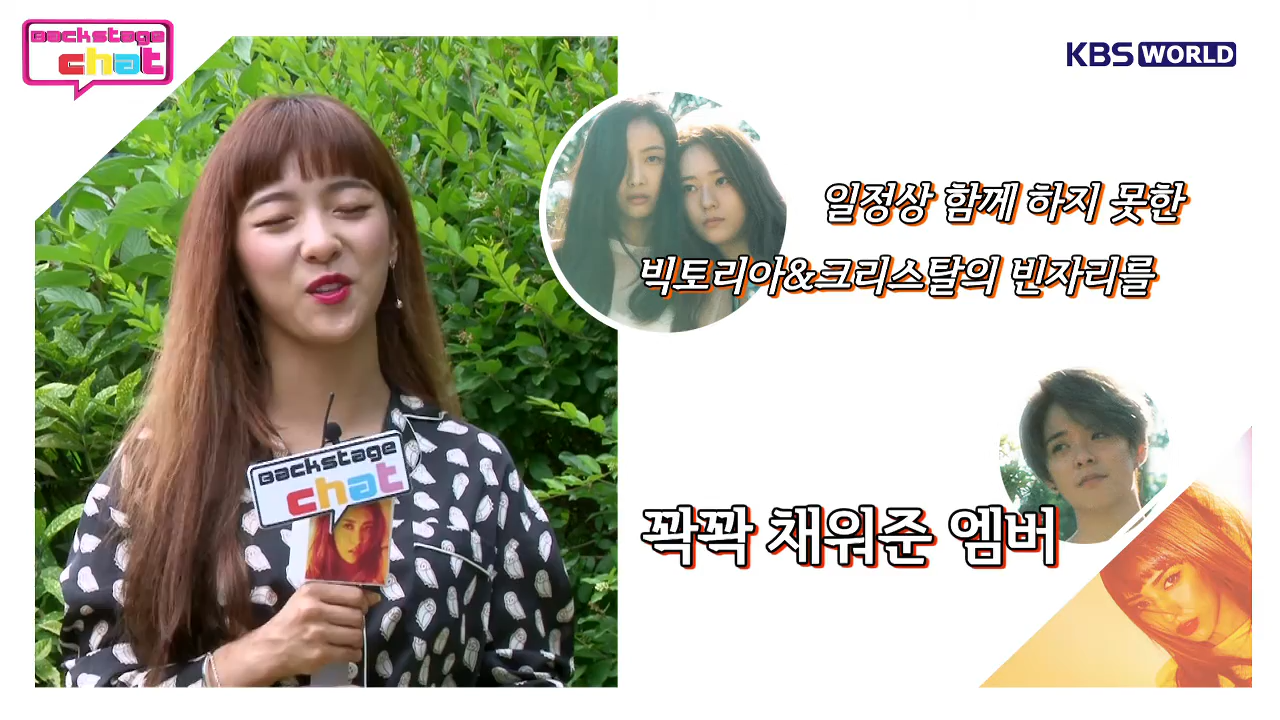 Backstage
chat
KBS WORLD
일정상 함께 하지 못한
빅토리아&크리스탈의 빈자리를
Backstage
chat
꽉꽉 채워준 엠버